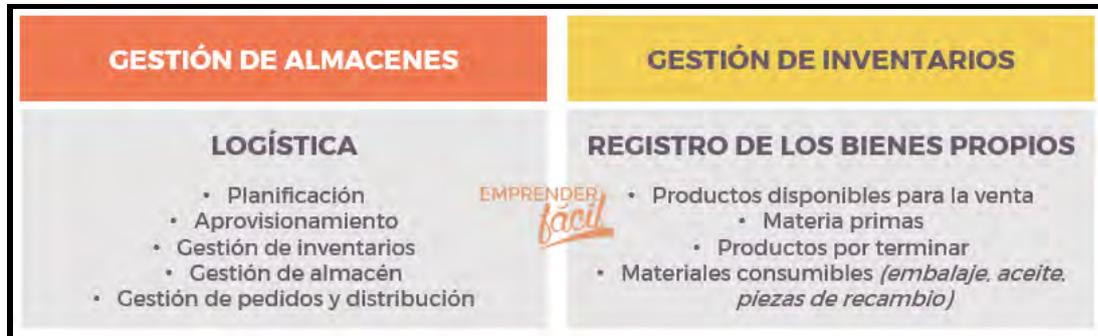 GESTIÓN DE ALMACENES
LOGÍSTICA
• Planificación
• Aprovisionamiento
• Gestión de inventarios
• Gestión de almacén
• Gestión de pedidos y distribución
EMPRENDER
fácil
GESTIÓN DE INVENTARIOS
REGISTRO DE LOS BIENES PROPIOS
• Productos disponibles para la venta
• Materia primas
• Productos por terminar
• Materiales consumibles (embalaje, aceite,
piezas de recambio)